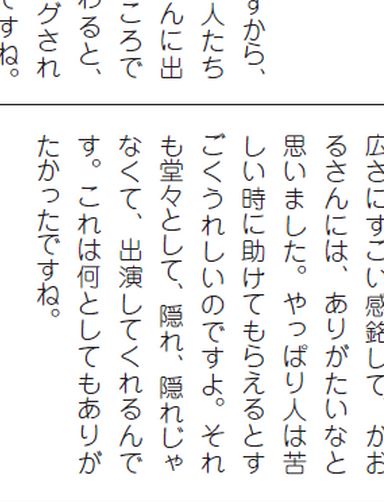 すから、
人たち
んに出
ころで
わると、
グされ
ですね。
広さにすごい感銘して　かお
るさんには、ありがたいなと
思いました。やっぱり人は苦
しい時に助けてもらえるとす
ごくうれしいのですよ。それ
も堂々として、隠れ、隠れじゃ
なくて、出演してくれるんで
す。これは何としてもありが
たかったですね。